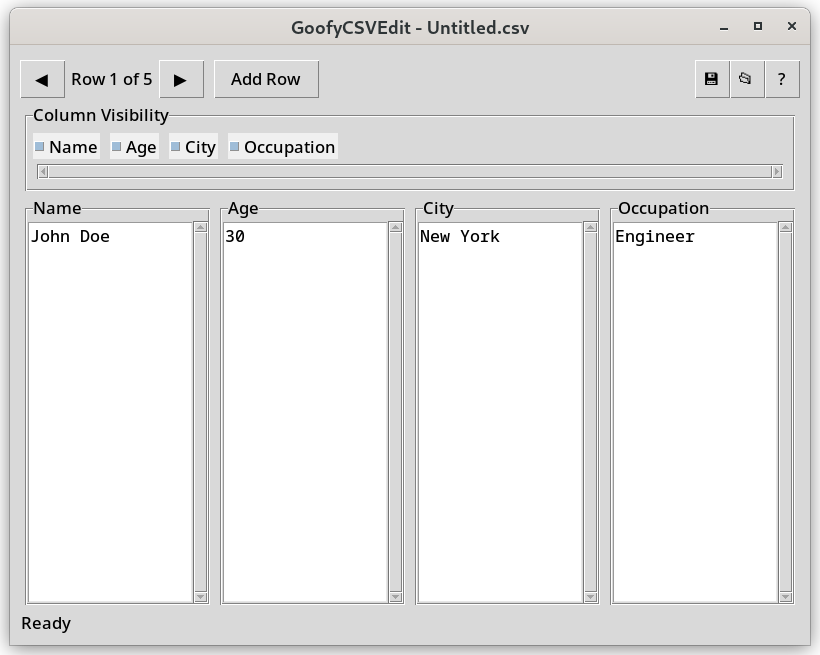 GoofyCSVEdit - Untitled.csv
◀ Row 1 of 5 ▶ Add Row ?
Column Visibility
Name Age City Occupation
Name Age City Occupation
John Doe 30 New York Engineer
Ready